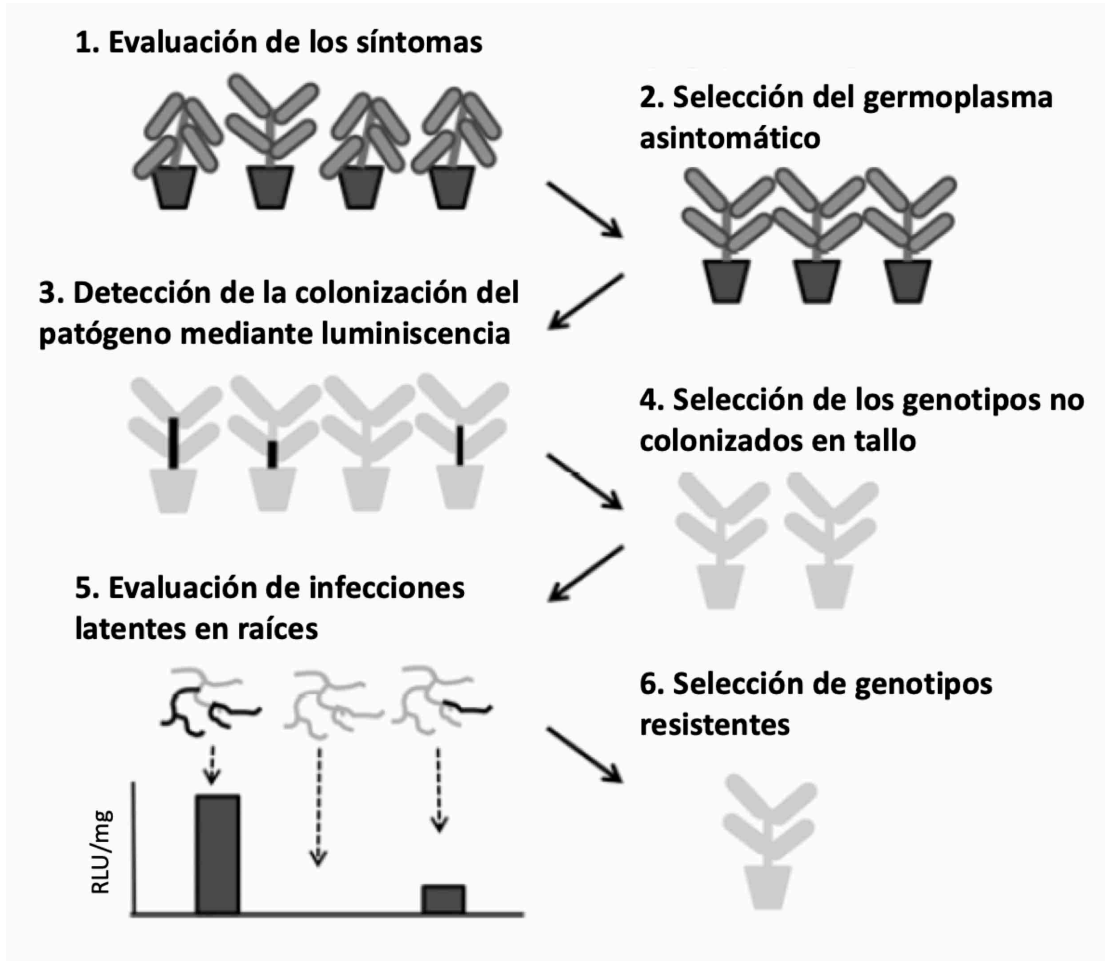 1. Evaluación de los síntomas
2. Selección del germoplasma
asintomático
3. Detección de la colonización del
patógeno mediante luminiscencia
4. Selección de los genotipos no
colonizados en tallo
5. Evaluación de infecciones
latentes en raíces
RLU/mg
6. Selección de genotipos
resistentes